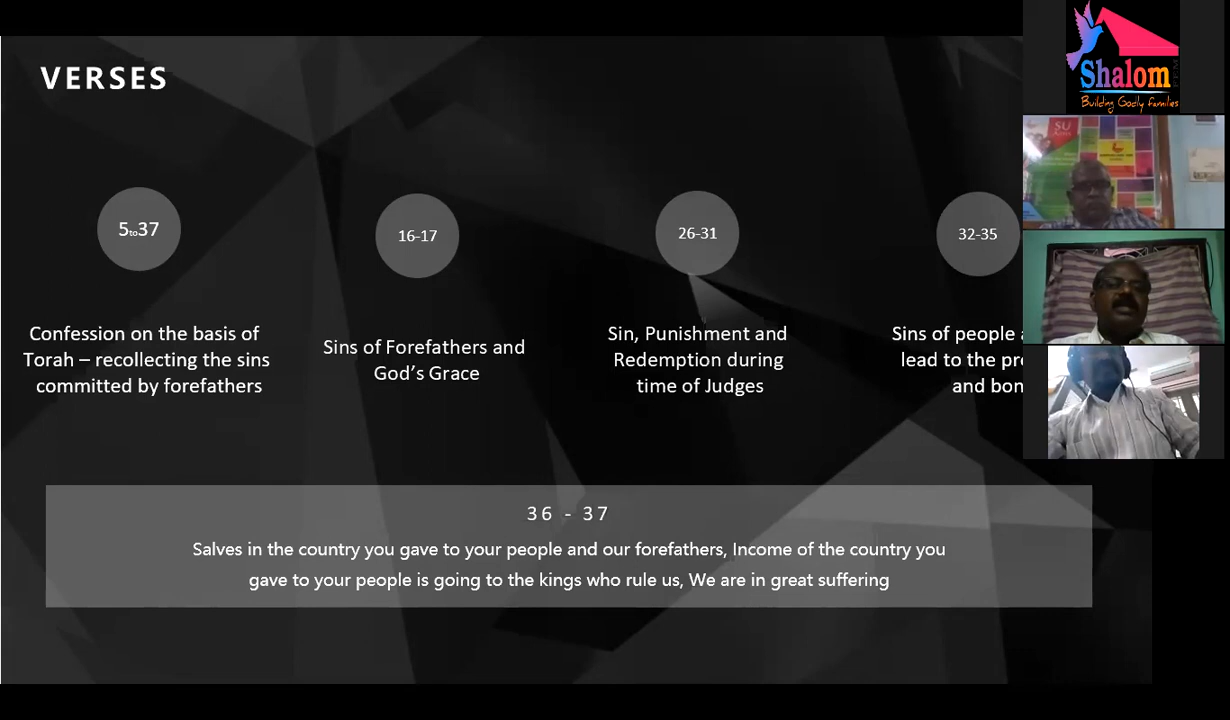 VERSES
5to37
16-17
26-31
32-35
Confession on the basis of
Torah – recollecting the sins
committed by forefathers
Sins of Forefathers and
God's Grace
Sin, Punishment and
Redemption during
time of Judges
Sins of people
lead to the
and
36 - 37
Salves in the country you gave to your people and our forefathers, Income of the country you
gave to your people is going to the kings who rule us, We are in great suffering
Shalom
Building Godly families
SU